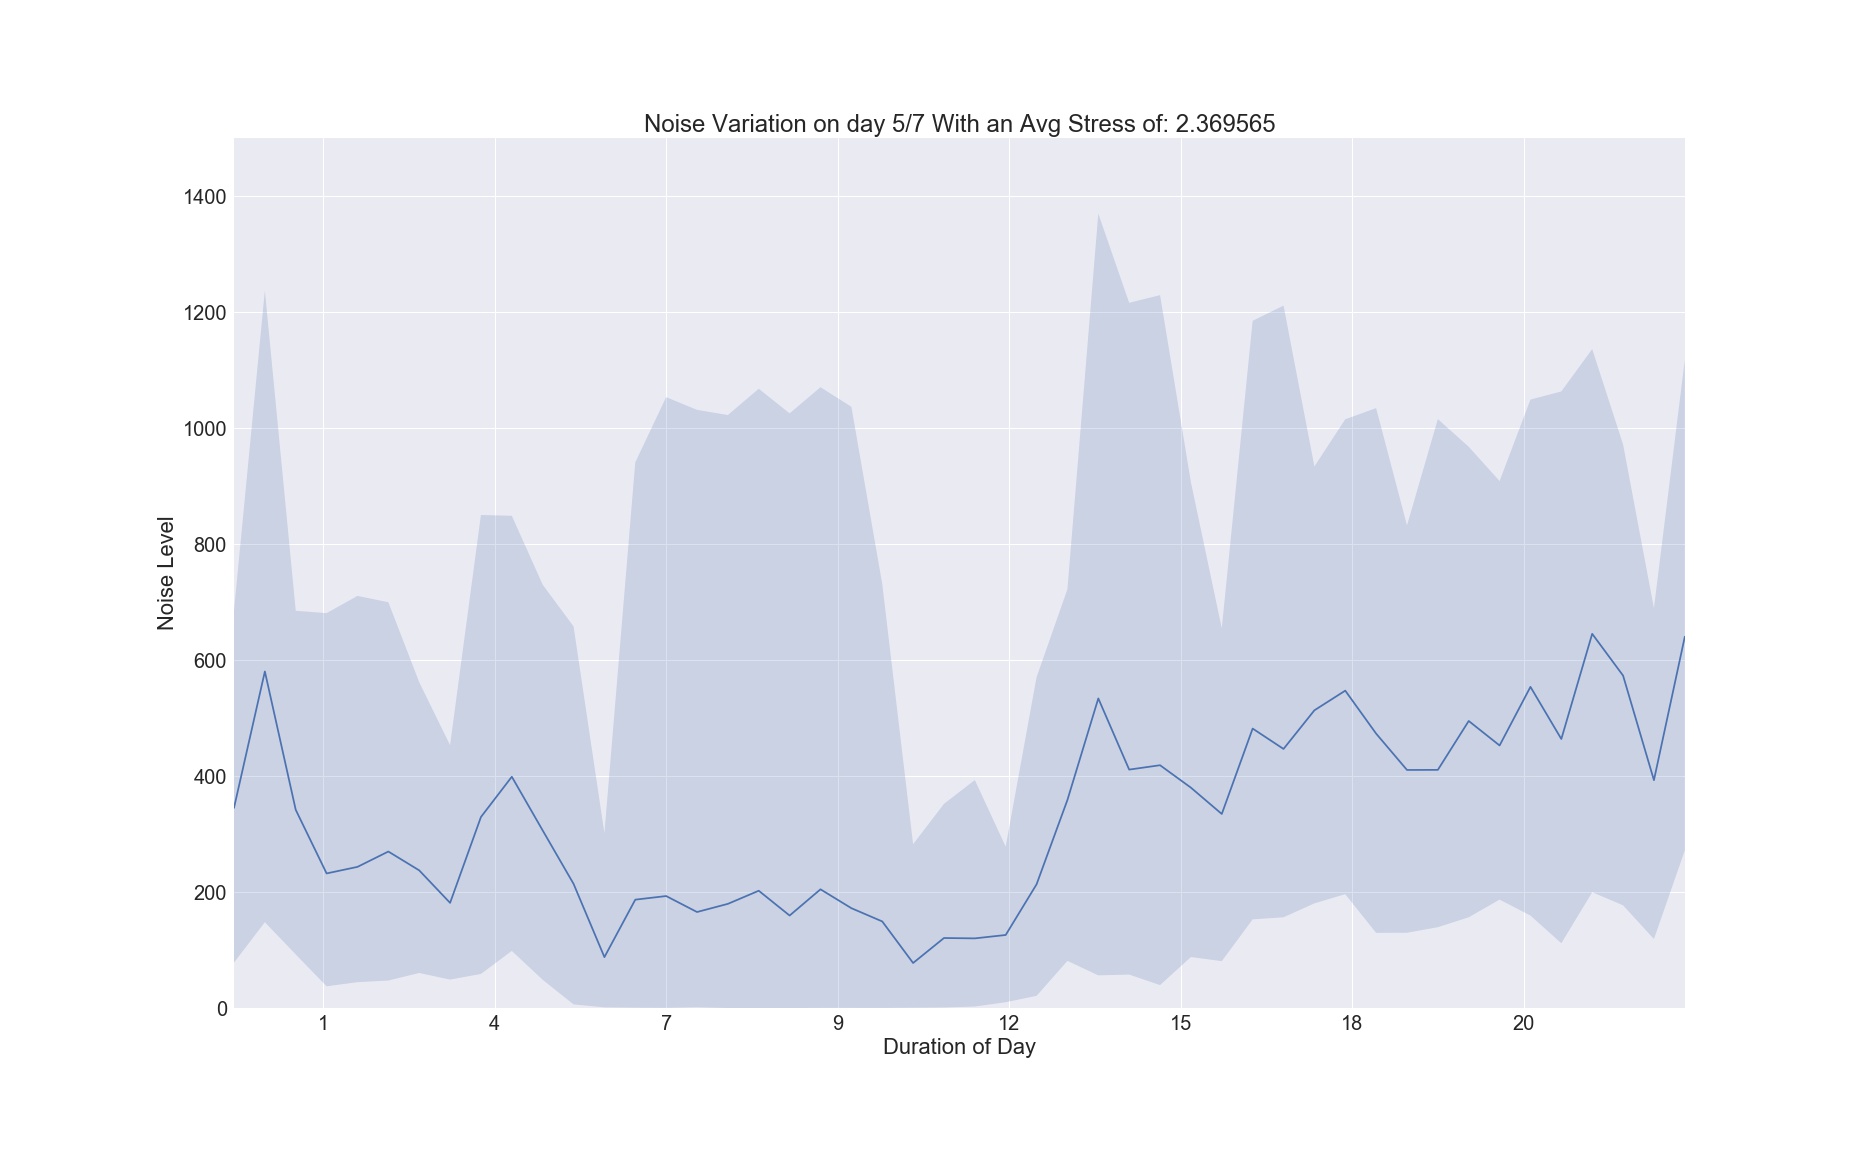 Noise Variation on day 5/7 With an Avg Stress of: 2.369565
1400
1200
1000
800
600
400
200
0
Noise Level
1 4 7 9 12 15 18 20
Duration of Day